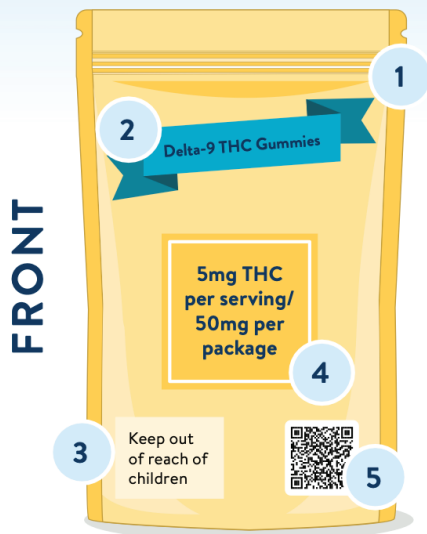 FRONT
1
2
Delta-9 THC Gummies
5mg THC
per serving/
50mg per
package
4
3
Keep out
of reach of
children
5